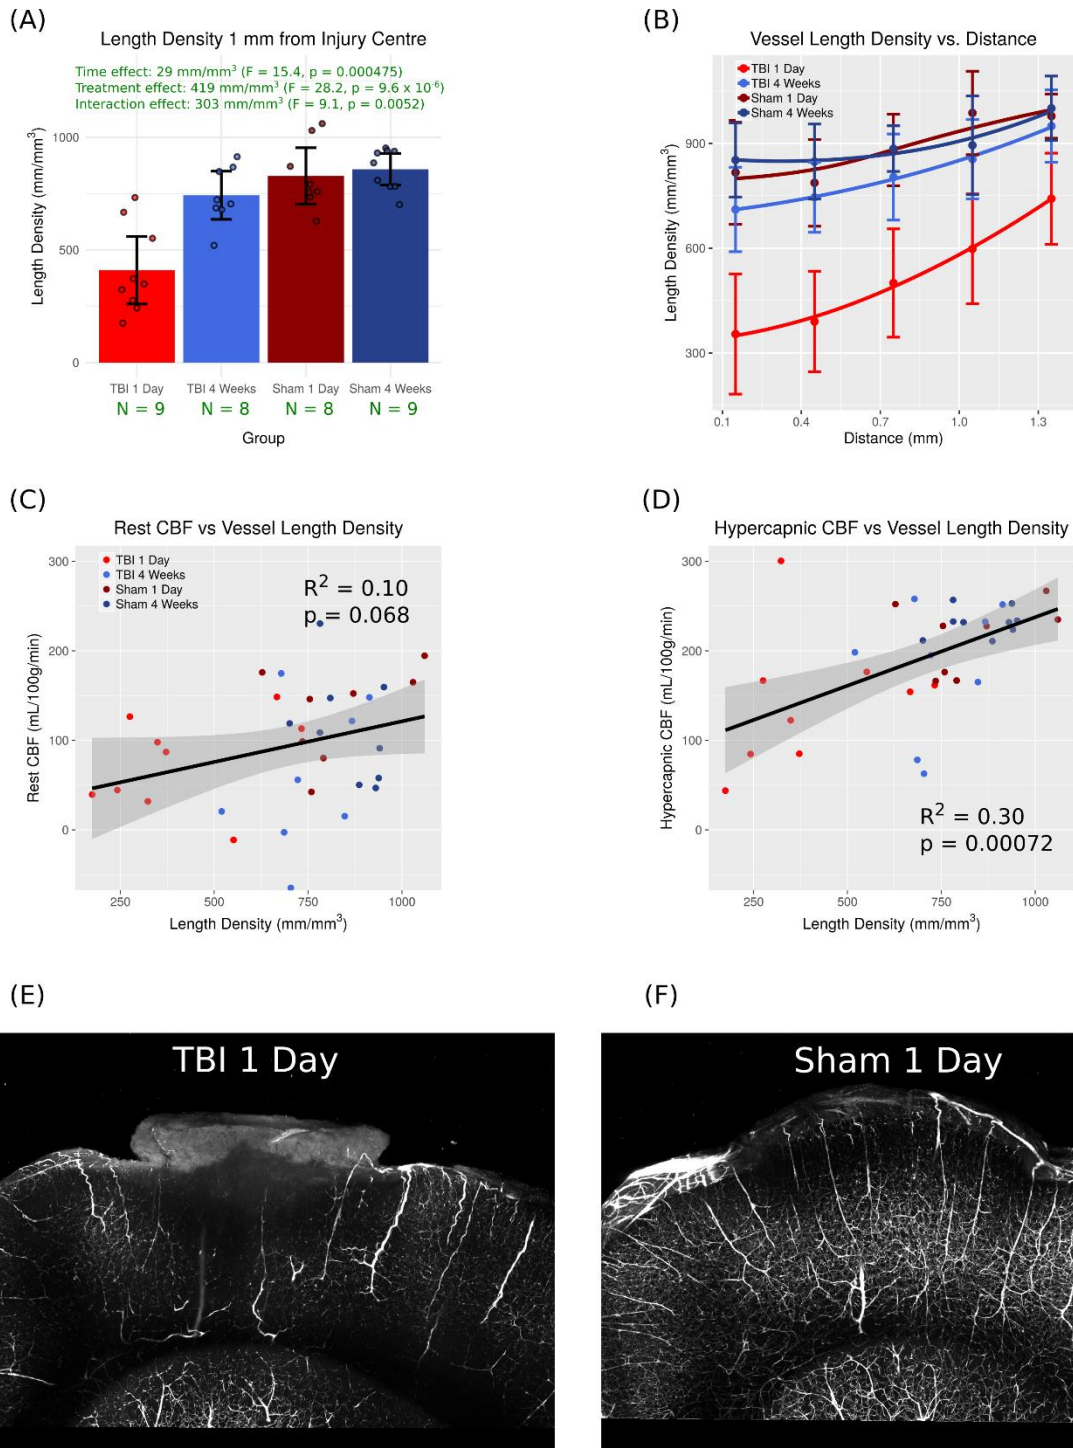 (A)
Length Density 1 mm from Injury Centre
Time effect: 29 mm/mm³ (F = 15.4, p = 0.000475)
Treatment effect: 419 mm/mm³ (F = 28.2, p = 9.6 x 10⁻⁶)
Interaction effect: 303 mm/mm³ (F = 9.1, p = 0.0052)
Length Density (mm/mm³)
1000
500
0
TBI 1 Day TBI 4 Weeks Sham 1 Day Sham 4 Weeks
N = 9 N = 8 N = 8 N = 9
Group
(B)
Vessel Length Density vs. Distance
TBI 1 Day
TBI 4 Weeks
Sham 1 Day
Sham 4 Weeks
Length Density (mm/mm³)
900
600
300
0.1 0.4 0.7 1.0 1.3
Distance (mm)
(C)
Rest CBF vs Vessel Length Density
TBI 1 Day
TBI 4 Weeks
Sham 1 Day
Sham 4 Weeks
R² = 0.10
p = 0.068
Rest CBF (mL/100g/min)
300
200
100
0
250 500 750 1000
Length Density (mm/mm³)
(D)
Hypercapnic CBF vs Vessel Length Density
Hypercapnic CBF (mL/100g/min)
300
200
100
0
R² = 0.30
p = 0.00072
250 500 750 1000
Length Density (mm/mm³)
(E)
TBI 1 Day
(F)
Sham 1 Day